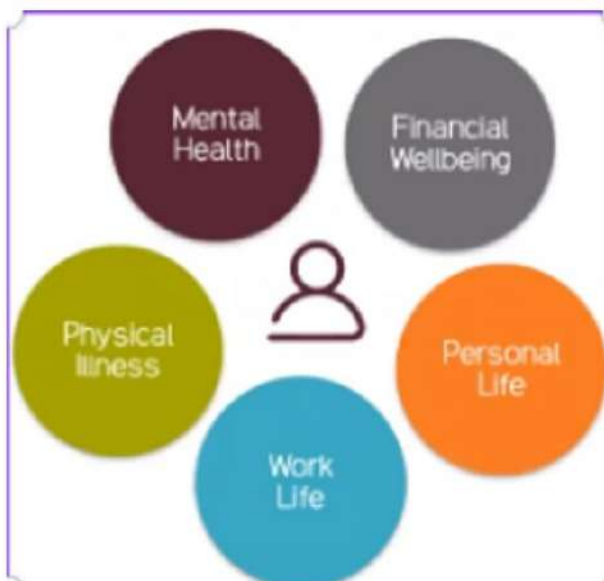 Mental
Health
Financial
Wellbeing
Physical
Illness
Personal
Life
Work
Life